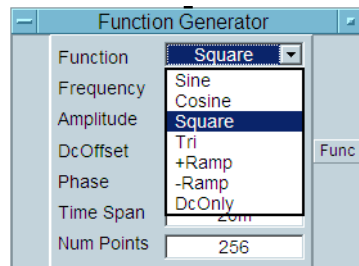 Function Generator
Function Square
Frequency
Amplitude
DcOffset
Phase
Time Span 20m
Num Points 256
Sine
Cosine
Square
Tri
+Ramp
-Ramp
DcOnly
Func